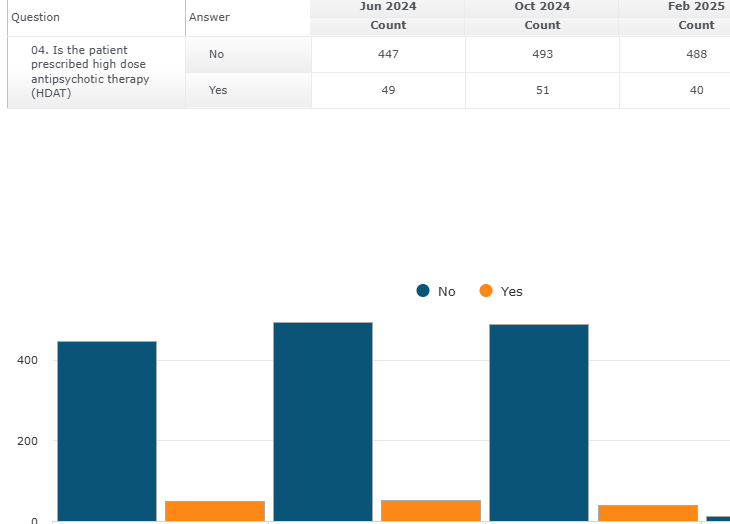 Question Answer Jun 2024 Oct 2024 Feb 2025
Count Count Count
04. Is the patient
prescribed high dose
antipsychotic therapy
(HDAT)
No 447 493 488
Yes 49 51 40
No Yes
400
200
0